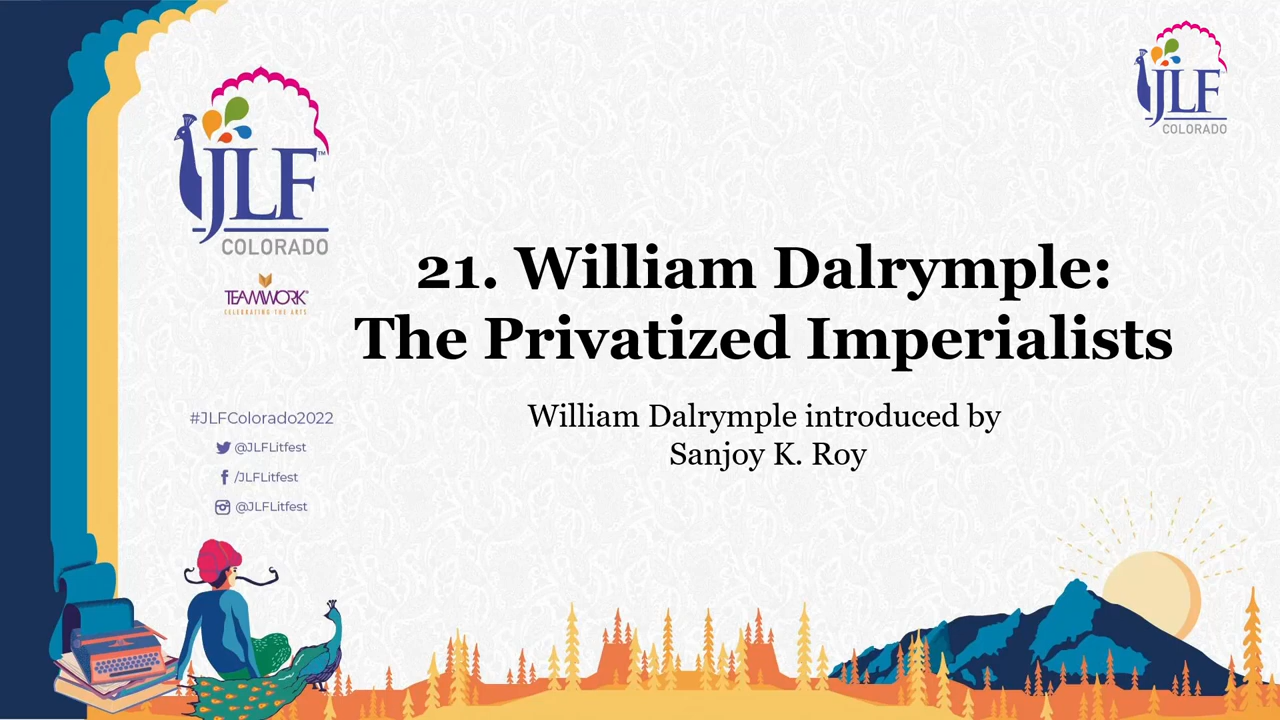 JLF™
COLORADO
TEAMWORK®
CELEBRATING THE ARTS
#JLFColorado2022
@JLFLitfest
/JLFLitfest
@JLFLitfest
JLF
COLORADO
21. William Dalrymple:
The Privatized Imperialists
William Dalrymple introduced by
Sanjoy K. Roy